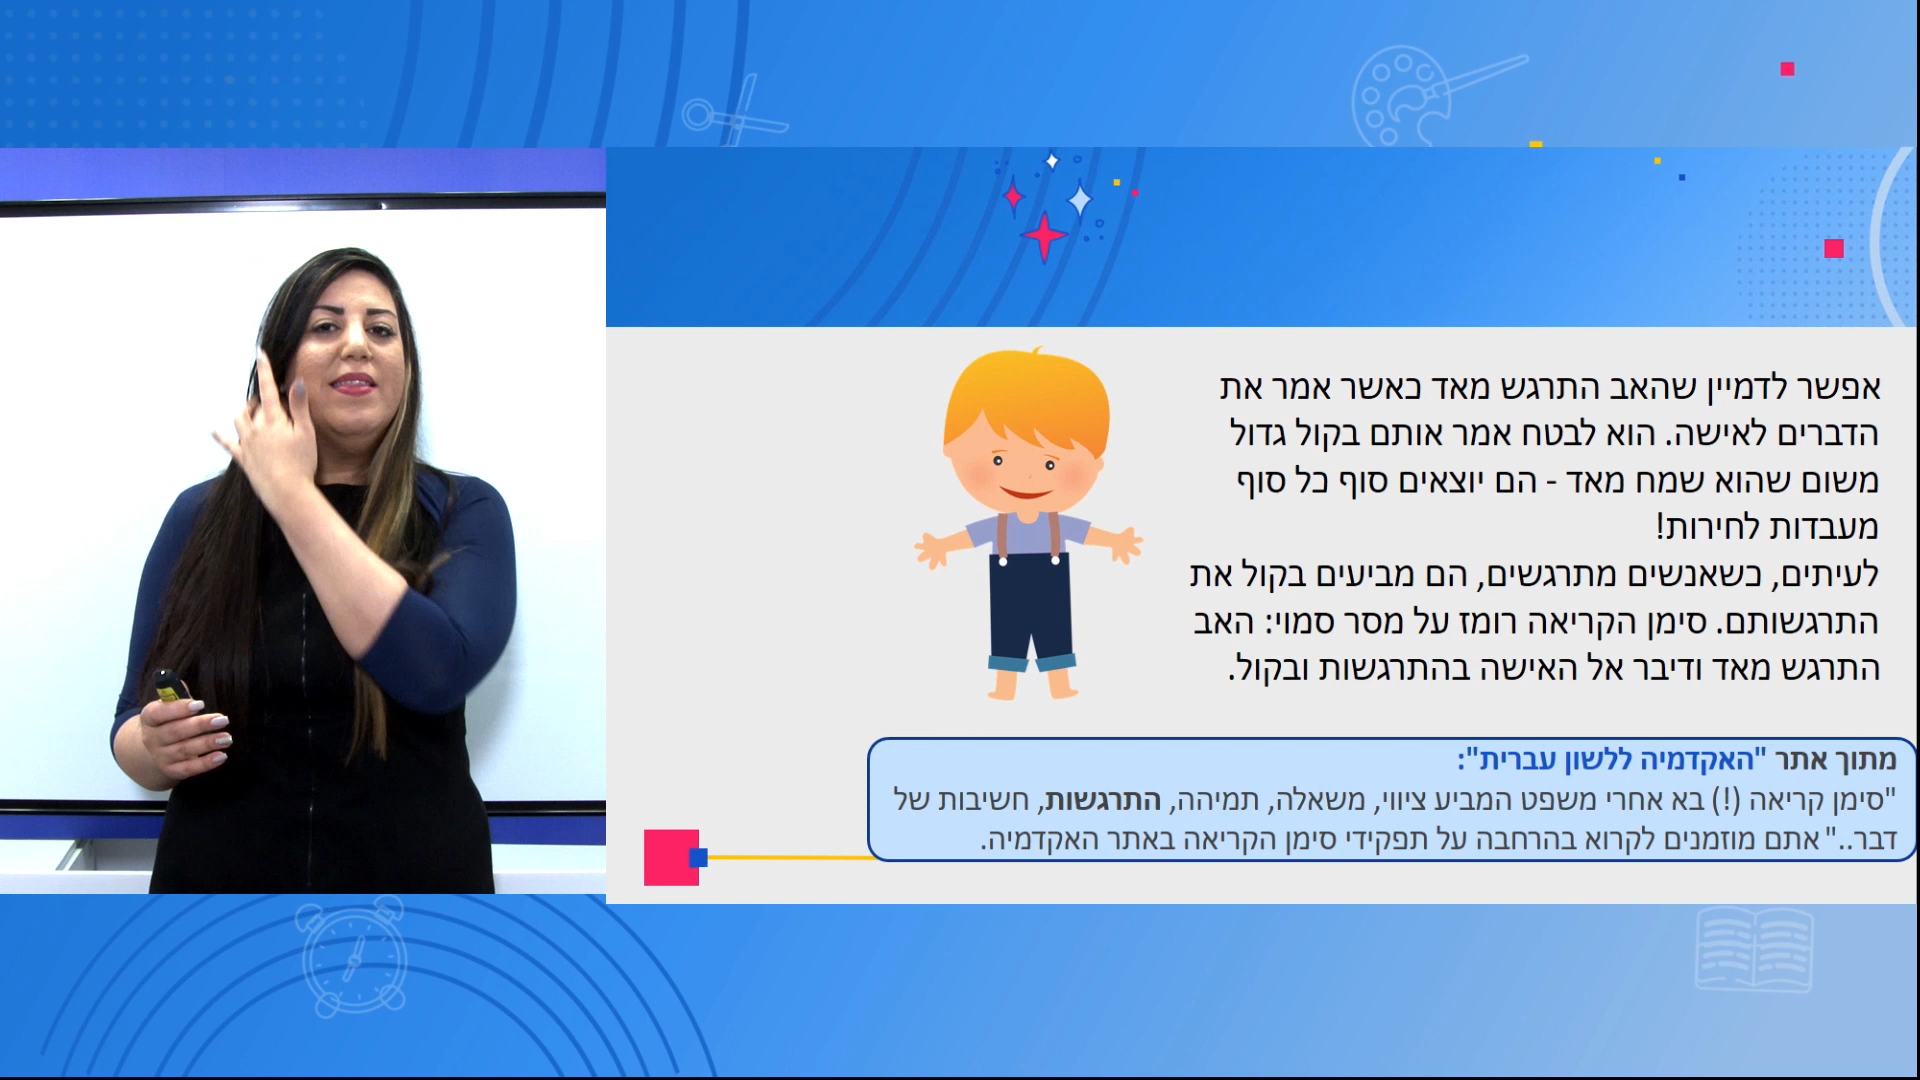 אפשר לדמיין שהאב התרגש מאד כאשר אמר את
הדברים לאישה. הוא לבטח אמר אותם בקול גדול
משום שהוא שמח מאד - הם יוצאים סוף כל סוף
מעבדות לחירות!
לעיתים, כשאנשים מתרגשים, הם מביעים בקול את
התרגשותם. סימן הקריאה רומז על מסר סמוי: האב
התרגש מאד ודיבר אל האישה בהתרגשות ובקול.
מתוך אתר "האקדמיה ללשון עברית":
"סימן קריאה (!) בא אחרי משפט המביע ציווי, משאלה, תמיהה, התרגשות, חשיבות של
דבר.." אתם מוזמנים לקרוא בהרחבה על תפקידי סימן הקריאה באתר האקדמיה.